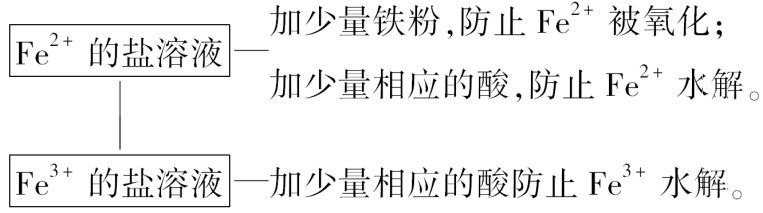 加少量铁粉,防止 Fe²⁺ 被氧化;
Fe²⁺ 的盐溶液
加少量相应的酸,防止 Fe²⁺ 水解。
Fe³⁺ 的盐溶液 加少量相应的酸防止 Fe³⁺ 水解。